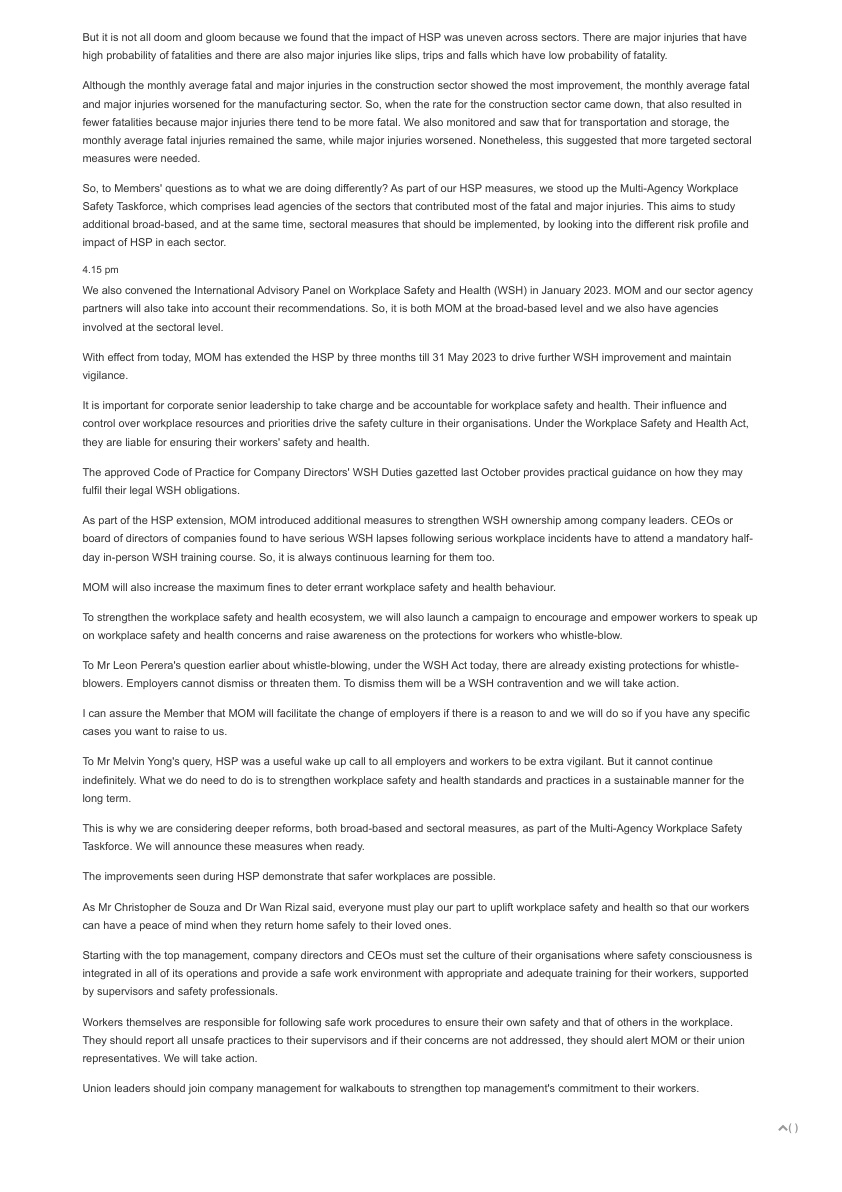 But it is not all doom and gloom because we found that the impact of HSP was uneven across sectors. There are major injuries that have
high probability of fatalities and there are also major injuries like slips, trips and falls which have low probability of fatality.
Although the monthly average fatal and major injuries in the construction sector showed the most improvement, the monthly average fatal
and major injuries worsened for the manufacturing sector. So, when the rate for the construction sector came down, that also resulted in
fewer fatalities because major injuries there tend to be more fatal. We also monitored and saw that for transportation and storage, the
monthly average fatal injuries remained the same, while major injuries worsened. Nonetheless, this suggested that more targeted sectoral
measures were needed.
So, to Members' questions as to what we are doing differently? As part of our HSP measures, we stood up the Multi-Agency Workplace
Safety Taskforce, which comprises lead agencies of the sectors that contributed most of the fatal and major injuries. This aims to study
additional broad-based, and at the same time, sectoral measures that should be implemented, by looking into the different risk profile and
impact of HSP in each sector.
4.15 pm
We also convened the International Advisory Panel on Workplace Safety and Health (WSH) in January 2023. MOM and our sector agency
partners will also take into account their recommendations. So, it is both MOM at the broad-based level and we also have agencies
involved at the sectoral level.
With effect from today, MOM has extended the HSP by three months till 31 May 2023 to drive further WSH improvement and maintain
vigilance.
It is important for corporate senior leadership to take charge and be accountable for workplace safety and health. Their influence and
control over workplace resources and priorities drive the safety culture in their organisations. Under the Workplace Safety and Health Act,
they are liable for ensuring their workers' safety and health.
The approved Code of Practice for Company Directors' WSH Duties gazetted last October provides practical guidance on how they may
fulfil their legal WSH obligations.
As part of the HSP extension, MOM introduced additional measures to strengthen WSH ownership among company leaders. CEOs or
board of directors of companies found to have serious WSH lapses following serious workplace incidents have to attend a mandatory half-
day in-person WSH training course. So, it is always continuous learning for them too.
MOM will also increase the maximum fines to deter errant workplace safety and health behaviour.
To strengthen the workplace safety and health ecosystem, we will also launch a campaign to encourage and empower workers to speak up
on workplace safety and health concerns and raise awareness on the protections for workers who whistle-blow.
To Mr Leon Perera's question earlier about whistle-blowing, under the WSH Act today, there are already existing protections for whistle-
blowers. Employers cannot dismiss or threaten them. To dismiss them will be a WSH contravention and we will take action.
I can assure the Member that MOM will facilitate the change of employers if there is a reason to and we will do so if you have any specific
cases you want to raise to us.
To Mr Melvin Yong's query, HSP was a useful wake up call to all employers and workers to be extra vigilant. But it cannot continue
indefinitely. What we do need to do is to strengthen workplace safety and health standards and practices in a sustainable manner for the
long term.
This is why we are considering deeper reforms, both broad-based and sectoral measures, as part of the Multi-Agency Workplace Safety
Taskforce. We will announce these measures when ready.
The improvements seen during HSP demonstrate that safer workplaces are possible.
As Mr Christopher de Souza and Dr Wan Rizal said, everyone must play our part to uplift workplace safety and health so that our workers
can have a peace of mind when they return home safely to their loved ones.
Starting with the top management, company directors and CEOs must set the culture of their organisations where safety consciousness is
integrated in all of its operations and provide a safe work environment with appropriate and adequate training for their workers, supported
by supervisors and safety professionals.
Workers themselves are responsible for following safe work procedures to ensure their own safety and that of others in the workplace.
They should report all unsafe practices to their supervisors and if their concerns are not addressed, they should alert MOM or their union
representatives. We will take action.
Union leaders should join company management for walkabouts to strengthen top management's commitment to their workers.
( )